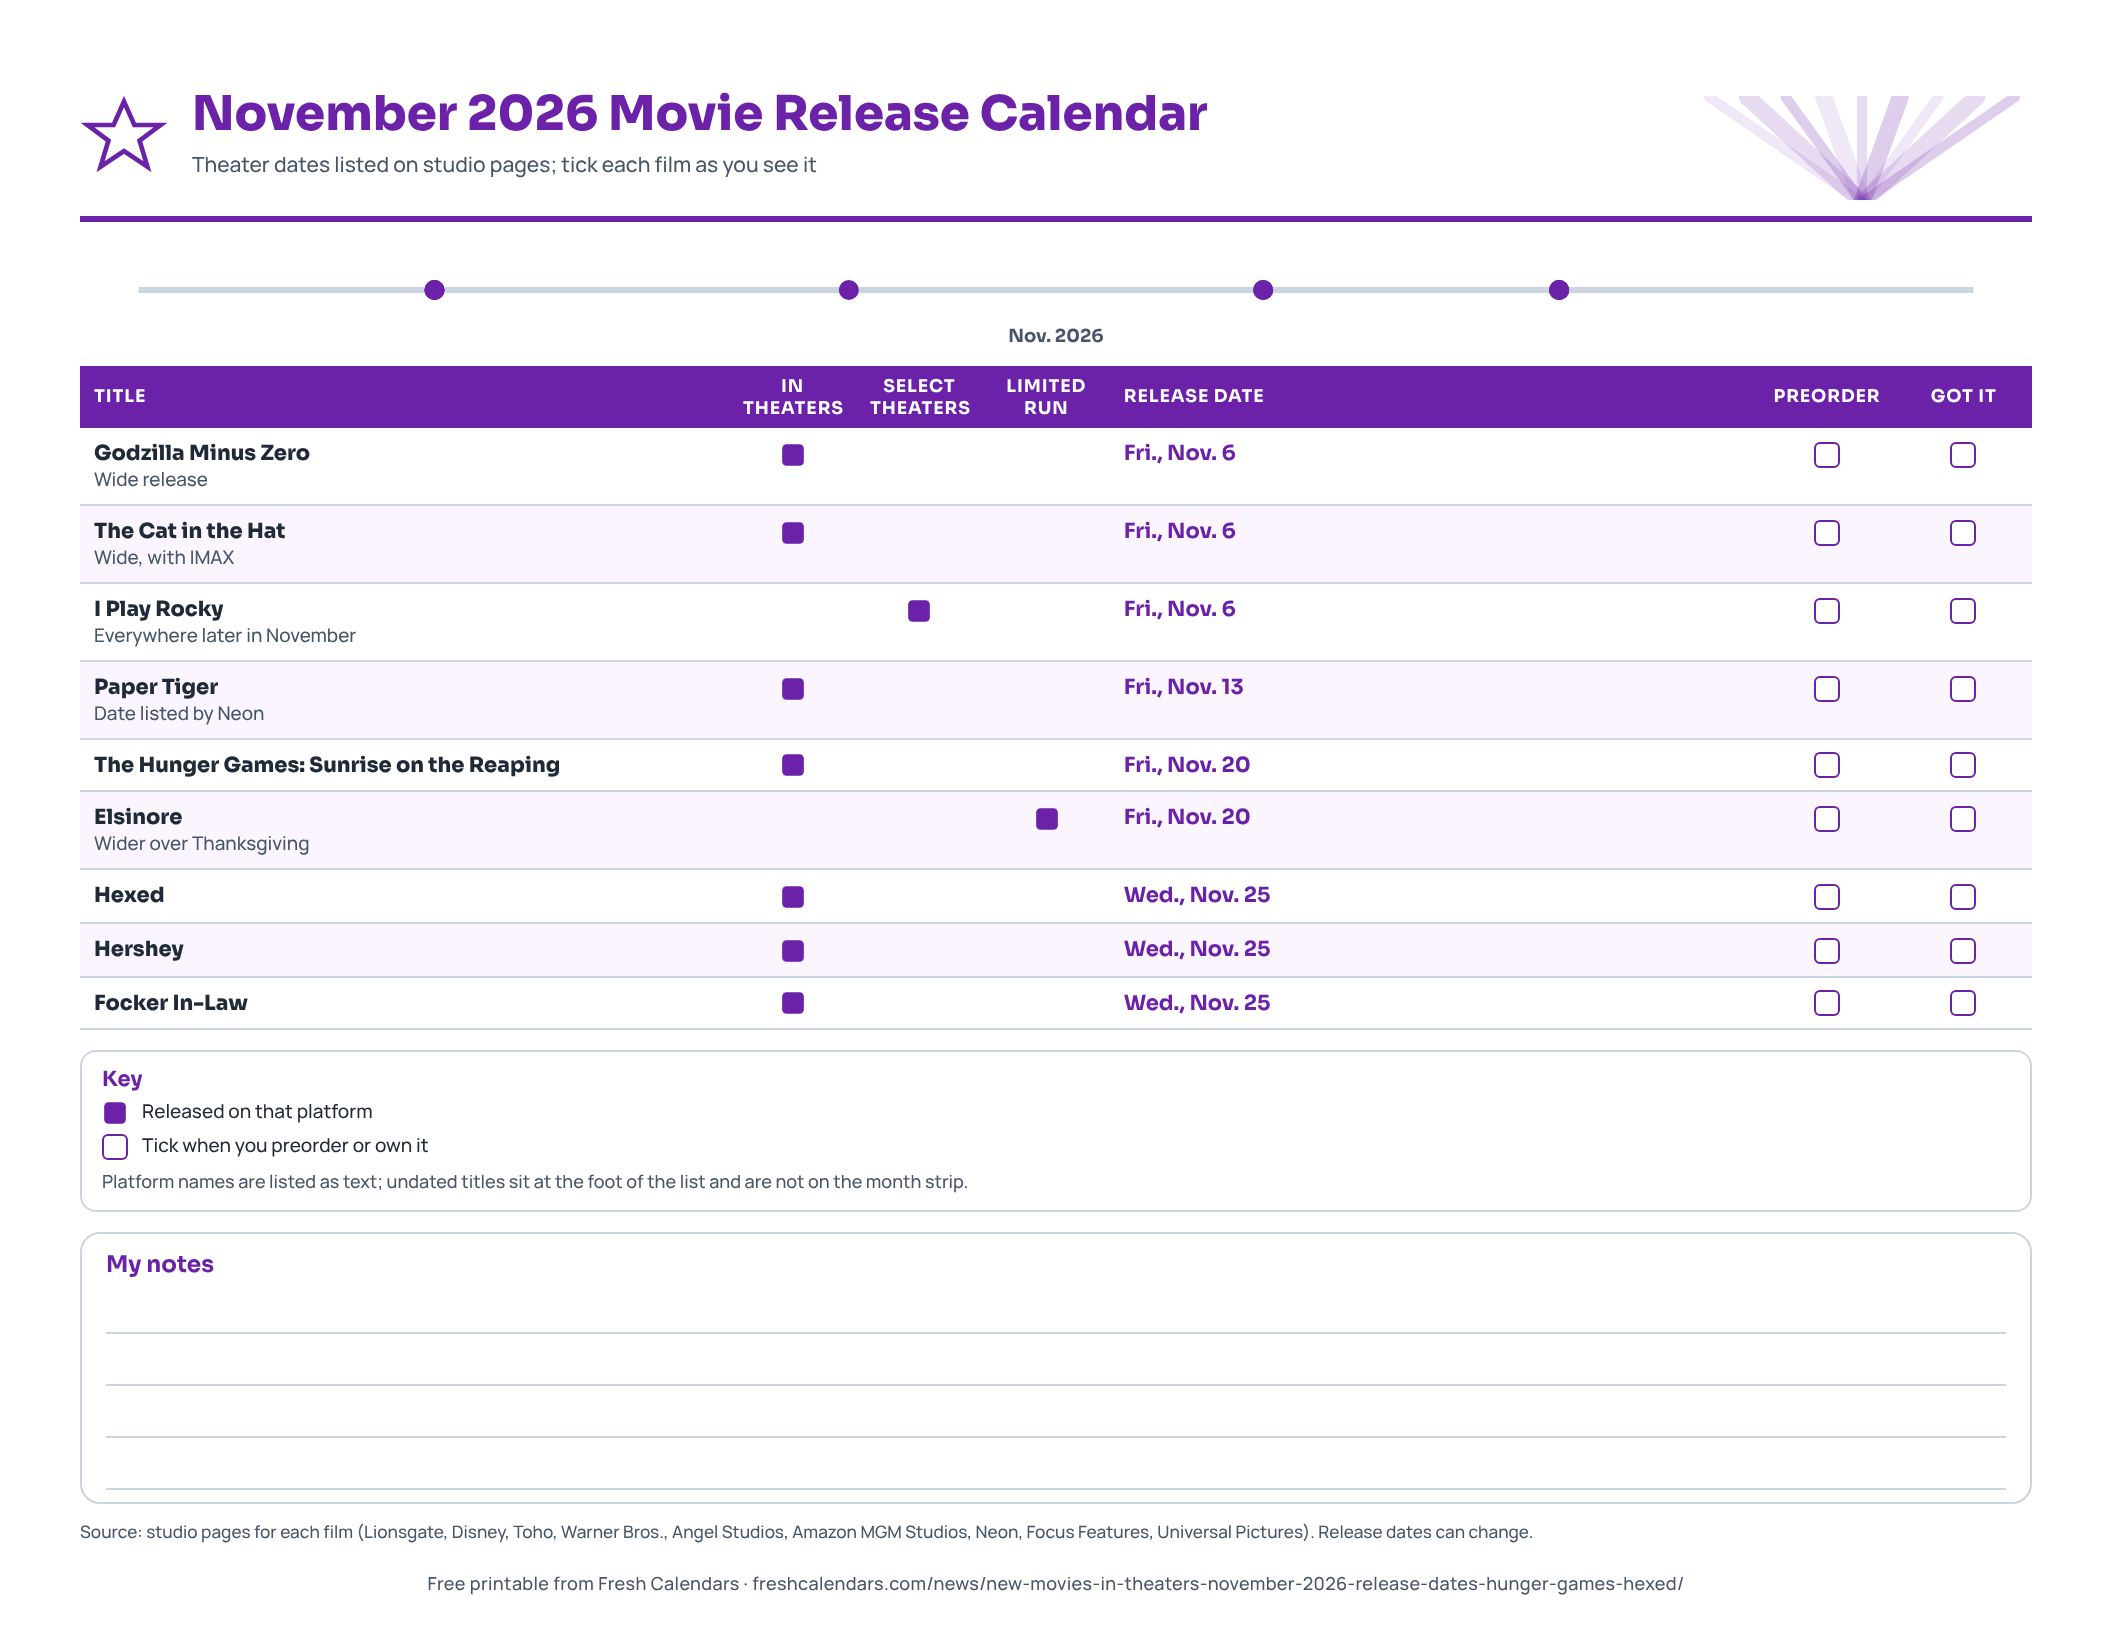 November 2026 Movie Release Calendar
Theater dates listed on studio pages; tick each film as you see it
Nov. 2026
TITLE IN THEATERS SELECT THEATERS LIMITED RUN RELEASE DATE PREORDER GOT IT
Godzilla Minus Zero Fri., Nov. 6
Wide release
The Cat in the Hat Fri., Nov. 6
Wide, with IMAX
I Play Rocky Fri., Nov. 6
Everywhere later in November
Paper Tiger Fri., Nov. 13
Date listed by Neon
The Hunger Games: Sunrise on the Reaping Fri., Nov. 20
Elsinore Fri., Nov. 20
Wider over Thanksgiving
Hexed Wed., Nov. 25
Hershey Wed., Nov. 25
Focker In-Law Wed., Nov. 25
Key
Released on that platform
Tick when you preorder or own it
Platform names are listed as text; undated titles sit at the foot of the list and are not on the month strip.
My notes
Source: studio pages for each film (Lionsgate, Disney, Toho, Warner Bros., Angel Studios, Amazon MGM Studios, Neon, Focus Features, Universal Pictures). Release dates can change.
Free printable from Fresh Calendars · freshcalendars.com/news/new-movies-in-theaters-november-2026-release-dates-hunger-games-hexed/